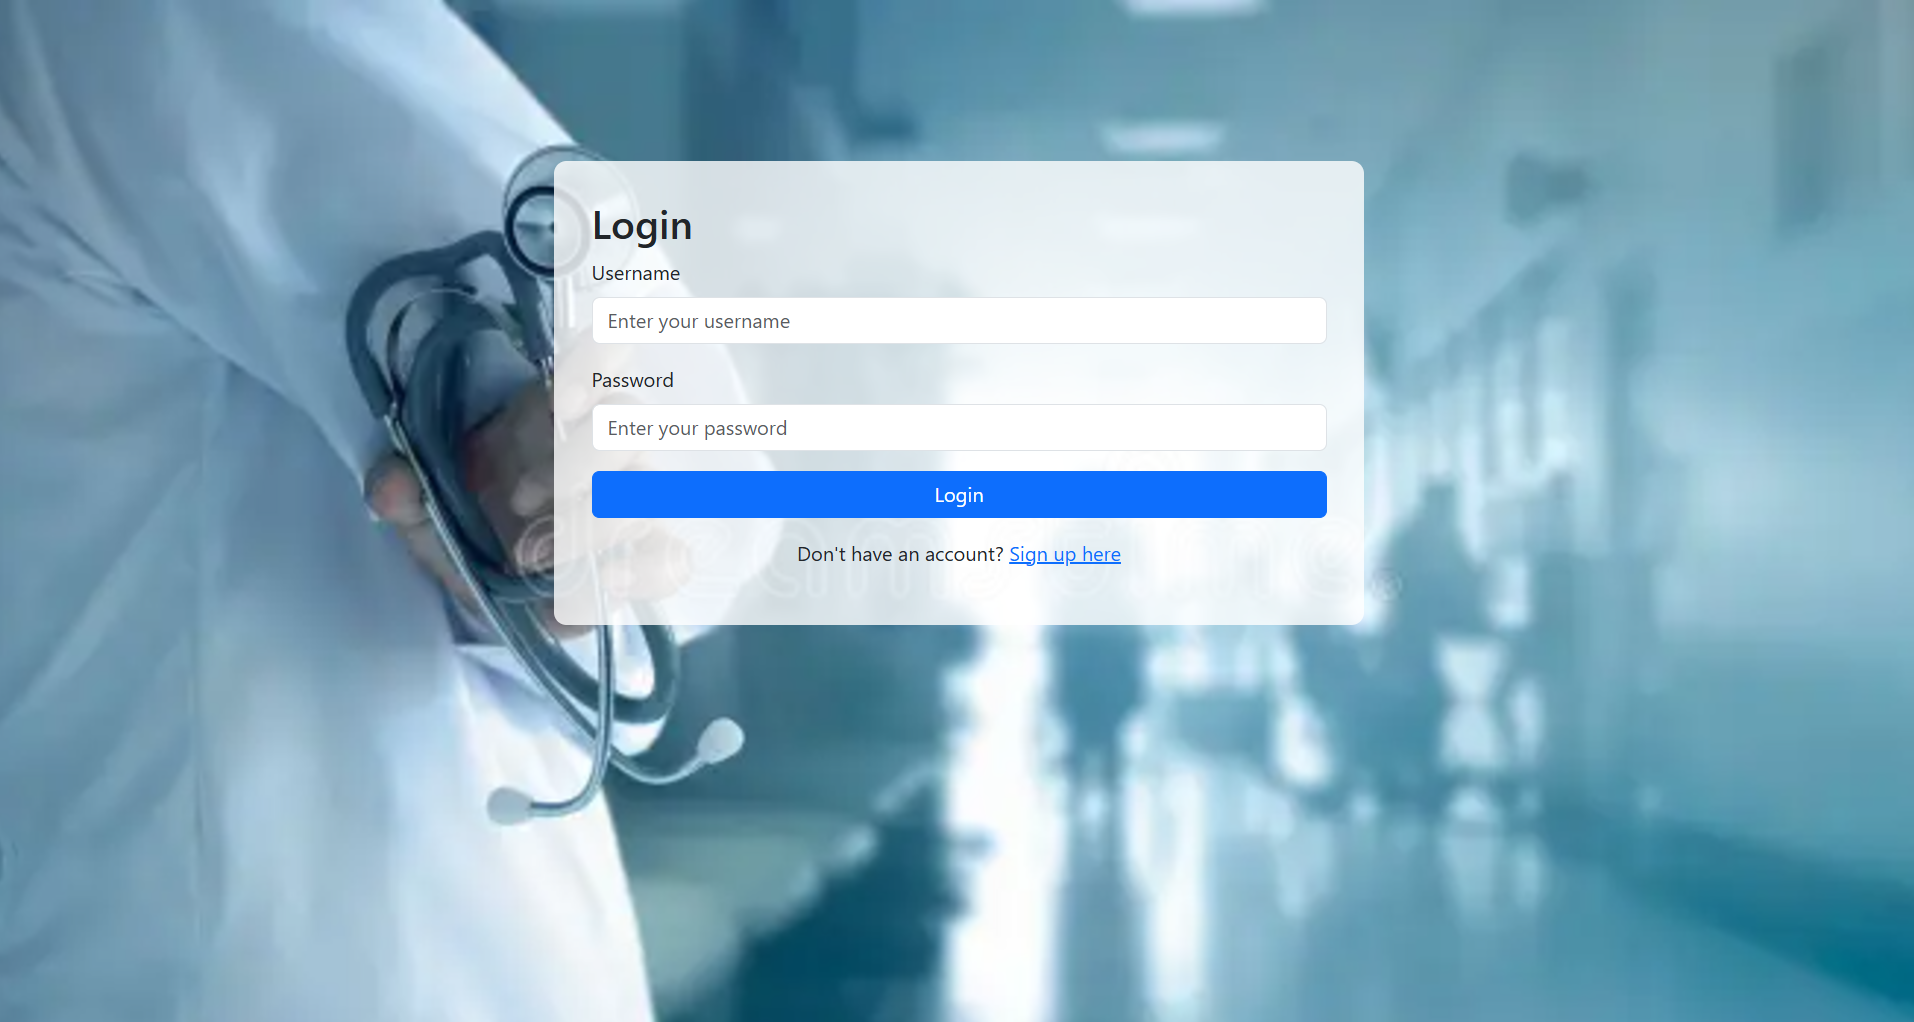 Login
Username
Enter your username
Password
Enter your password
Login
Don't have an account? Sign up here